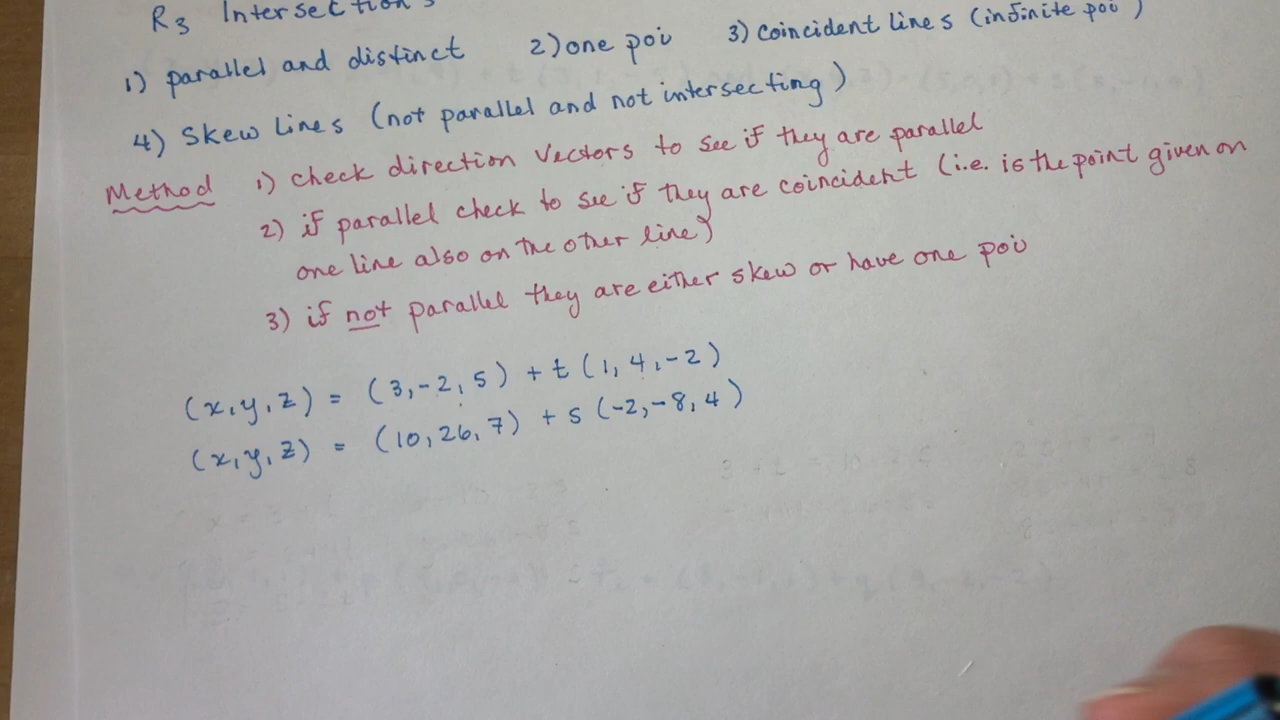 R3 Intersections
1) parallel and distinct 2) one poi 3) coincident lines (infinite poi)
4) Skew Lines (not parallel and not intersecting)
Method 1) check direction vectors to see if they are parallel
2) if parallel check to see if they are coincident (i.e. is the point given on
one line also on the other line)
3) if not parallel they are either skew or have one poi
(x,y,z) = (3,-2,5) + t(1,4,-2)
(x,y,z) = (10,26,7) + s(-2,-8,4)